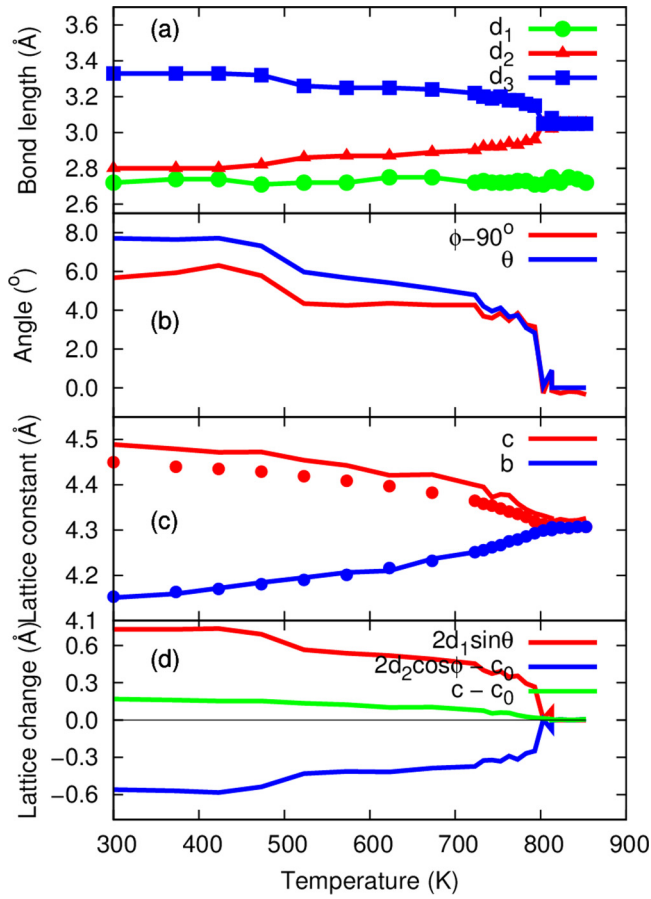 Bond length (Å)
3.6
3.4
3.2
3.0
2.8
2.6
(a)
d₁
d₂
d₃
Angle (°)
8.0
6.0
4.0
2.0
0.0
(b)
ϕ−90°
θ
Lattice constant (Å)
4.5
4.4
4.3
4.2
4.1
(c)
c
b
Lattice change (Å)
0.6
0.3
0.0
−0.3
−0.6
(d)
2d₁sinθ
2d₂cosϕ − c₀
c − c₀
300 400 500 600 700 800 900
Temperature (K)